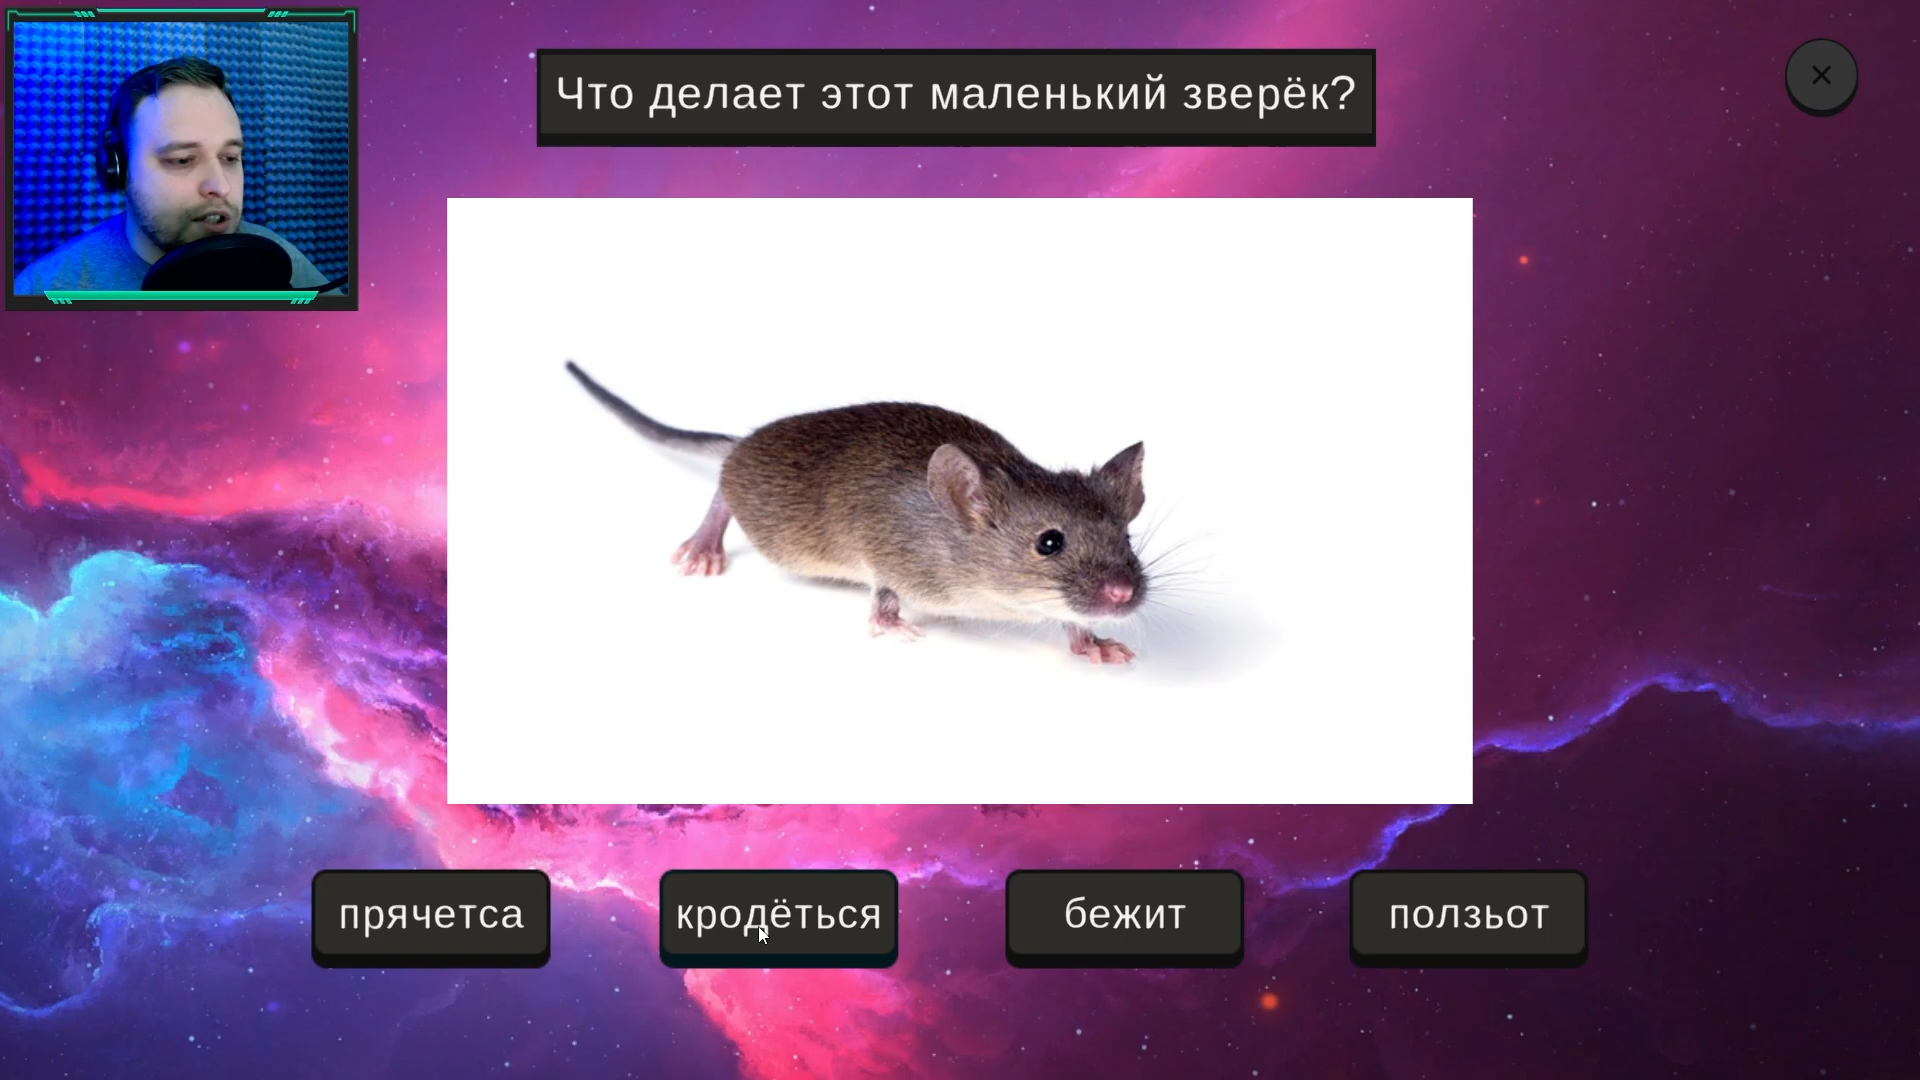 Что делает этот маленький зверёк?
прячетса
кродёться
бежит
ползьот